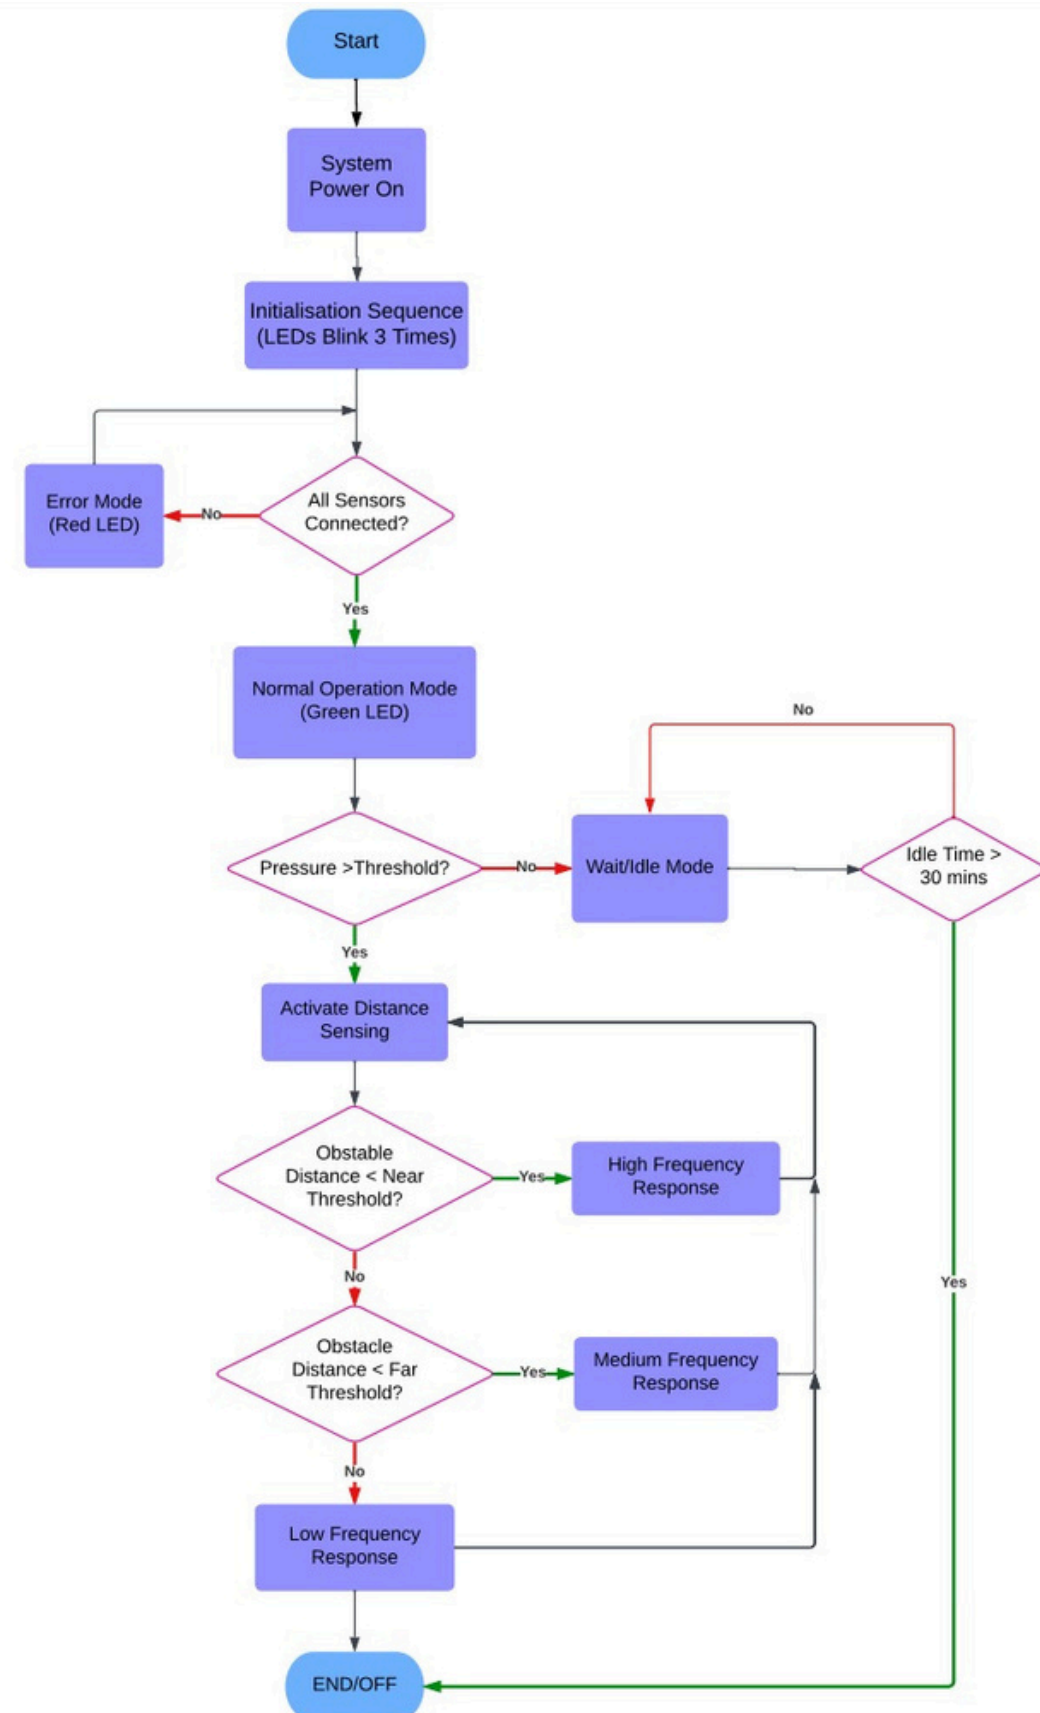 Start
System
Power On
Initialisation Sequence
(LEDs Blink 3 Times)
All Sensors
Connected?
No
Error Mode
(Red LED)
Yes
Normal Operation Mode
(Green LED)
No
Pressure >Threshold?
No
Wait/Idle Mode
Idle Time >
30 mins
Yes
Activate Distance
Sensing
Obstable
Distance < Near
Threshold?
Yes
High Frequency
Response
No
Yes
Obstacle
Distance < Far
Threshold?
Yes
Medium Frequency
Response
No
Low Frequency
Response
END/OFF